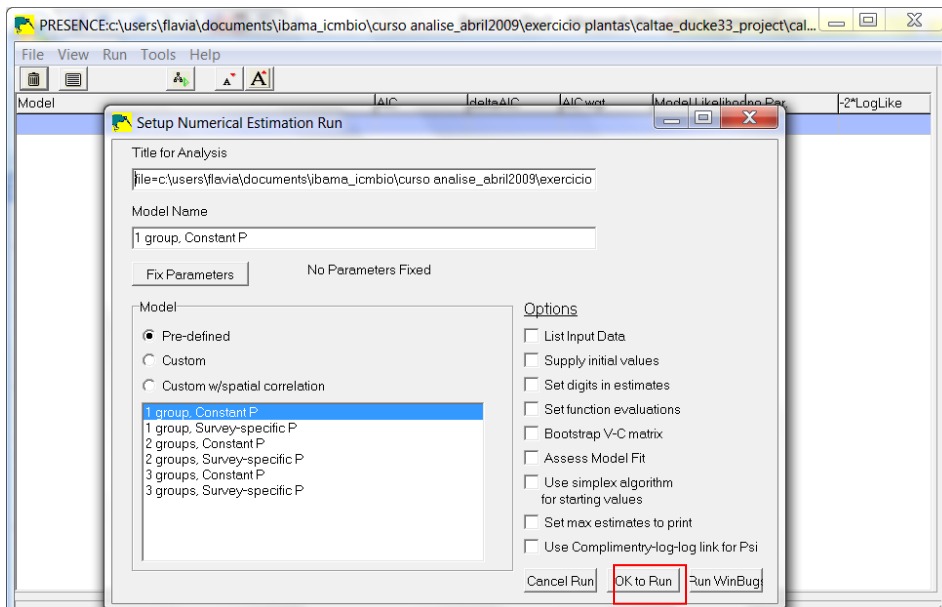 PRESENCE:c:\users\flavia\documents\ibama_icmbio\curso analise_abril2009\exercicio plantas\caltae_ducke33_project\cal...
File View Run Tools Help
A A
Model AIC deltaAIC AIC wgt Model Likelihood no.Par. -2*LogLike
Setup Numerical Estimation Run
Title for Analysis
file=c:\users\flavia\documents\ibama_icmbio\curso analise_abril2009\exercicio
Model Name
1 group, Constant P
Fix Parameters No Parameters Fixed
Model
Pre-defined
Custom
Custom w/spatial correlation
1 group, Constant P
1 group, Survey-specific P
2 groups, Constant P
2 groups, Survey-specific P
3 groups, Constant P
3 groups, Survey-specific P
Options
List Input Data
Supply initial values
Set digits in estimates
Set function evaluations
Bootstrap V-C matrix
Assess Model Fit
Use simplex algorithm
for starting values
Set max estimates to print
Use Complimentry-log-log link for Psi
Cancel Run OK to Run Run WinBugs